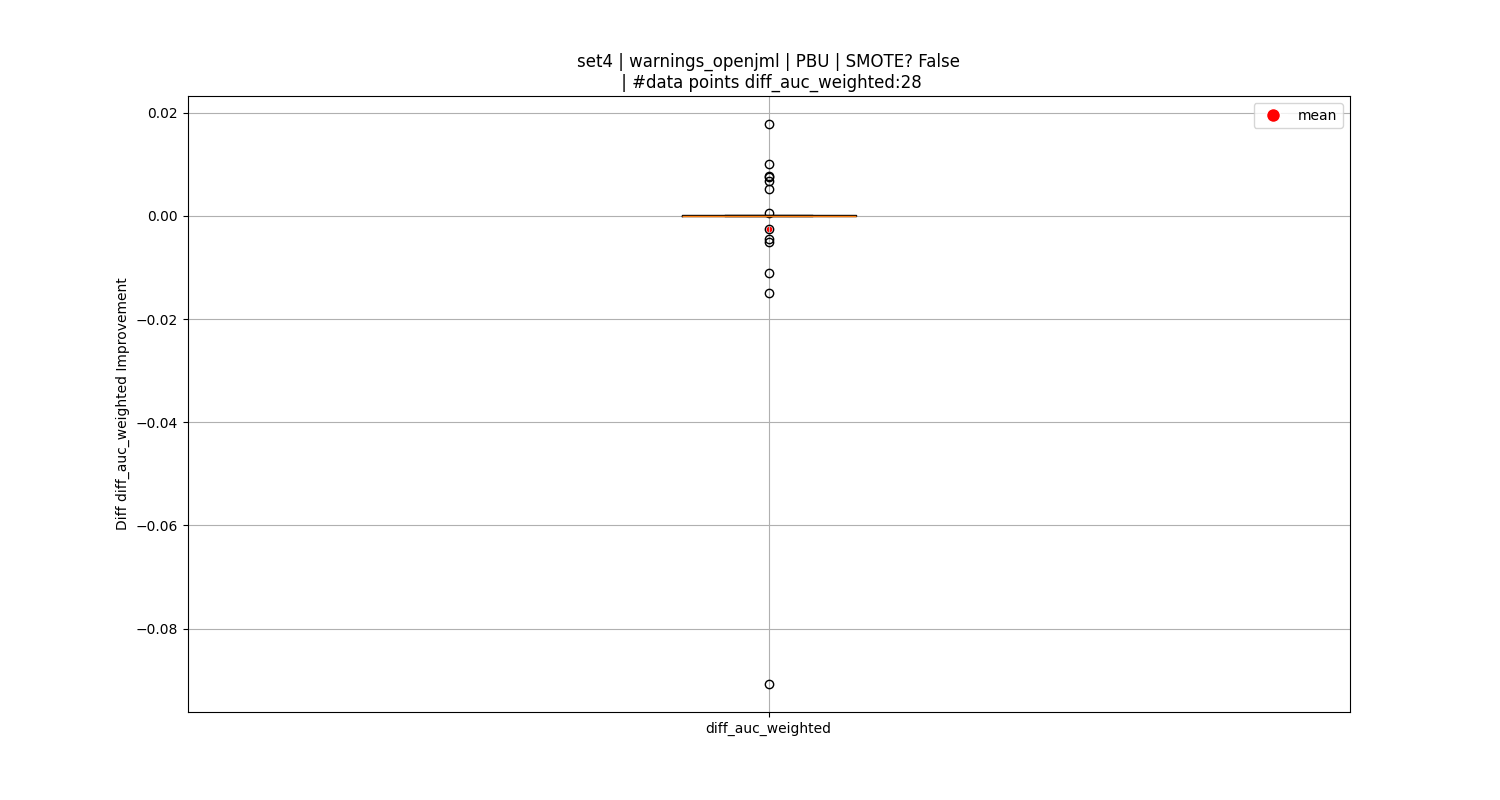 set4 | warnings_openjml | PBU | SMOTE? False
| #data points diff_auc_weighted:28
mean
0.02
0.00
−0.02
−0.04
−0.06
−0.08
Diff diff_auc_weighted Improvement
diff_auc_weighted